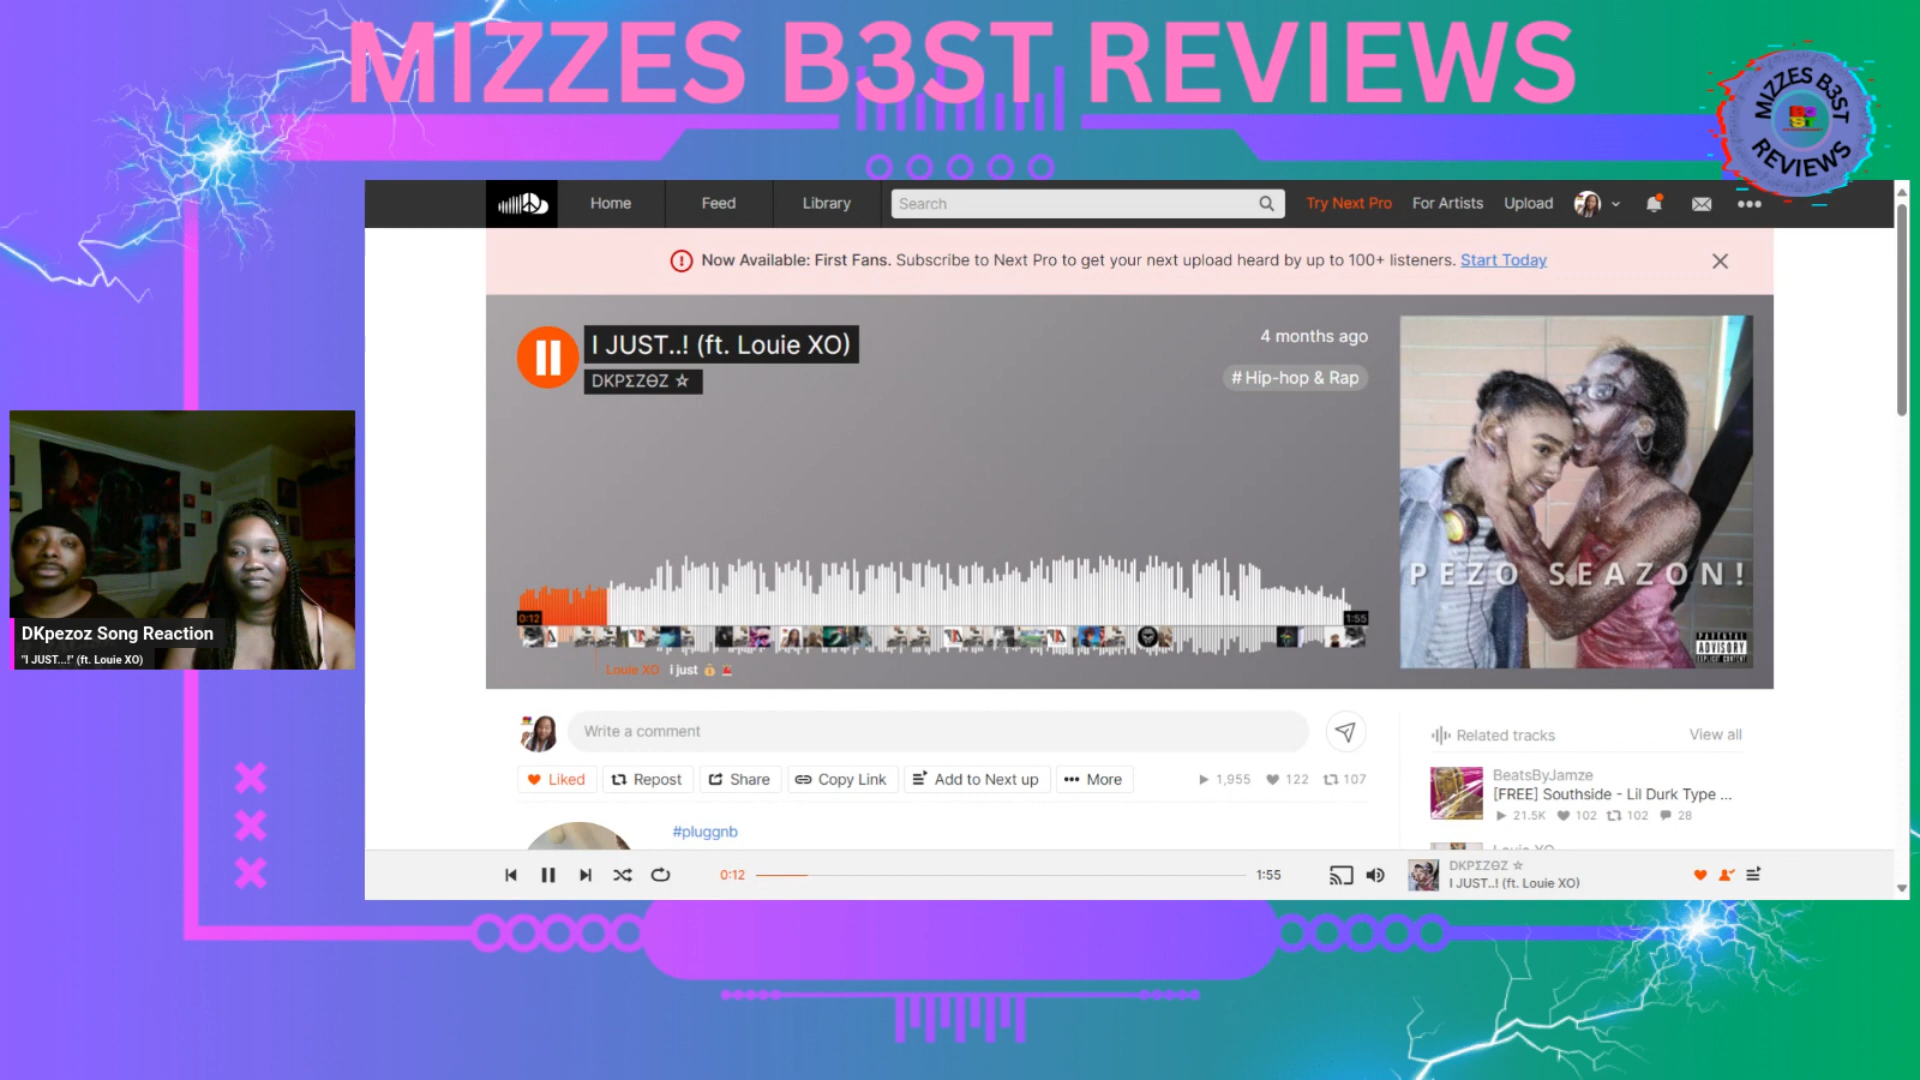 MIZZES B3ST REVIEWS
MIZZES B3ST
REVIEWS
Home
Feed
Library
Search
Try Next Pro
For Artists
Upload
Now Available: First Fans. Subscribe to Next Pro to get your next upload heard by up to 100+ listeners. Start Today
I JUST..! (ft. Louie XO)
DKPΣZΘZ ☆
4 months ago
# Hip-hop & Rap
PEZO SEAZON!
PARENTAL
ADVISORY
EXPLICIT CONTENT
0:12
1:55
Louie XO i just
DKpezoz Song Reaction
"I JUST...!" (ft. Louie XO)
Write a comment
Liked
Repost
Share
Copy Link
Add to Next up
More
1,955
122
107
Related tracks
View all
BeatsByJamze
[FREE] Southside - Lil Durk Type ...
21.5K
102
102
28
#pluggnb
0:12
1:55
DKPΣZΘZ ☆
I JUST..! (ft. Louie XO)